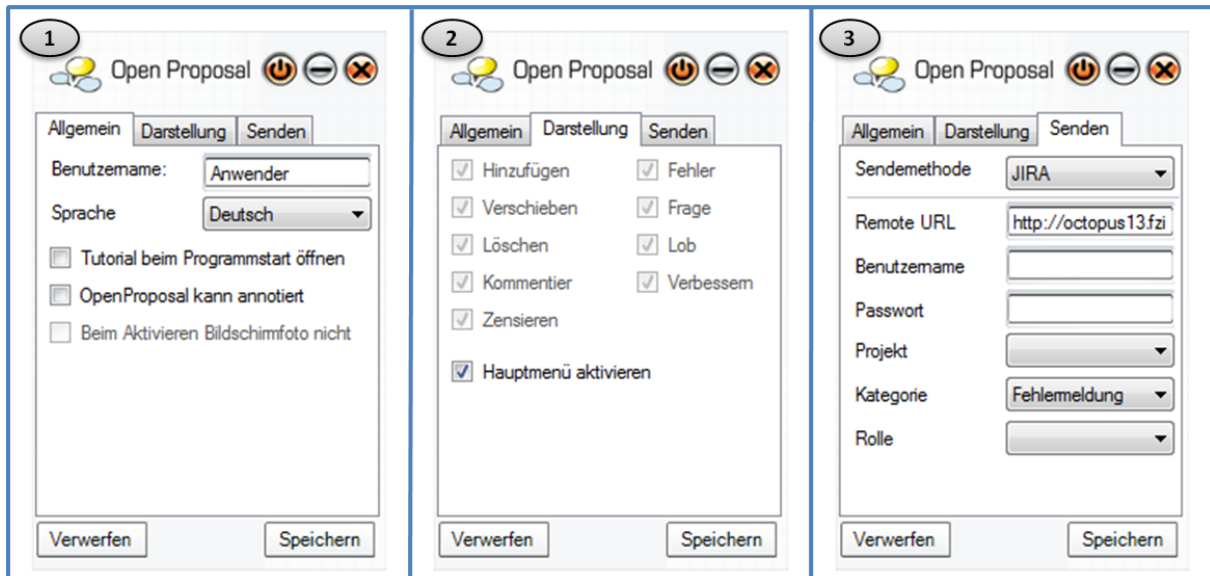 1
Open Proposal
Allgemein Darstellung Senden
Benutzername: Anwender
Sprache Deutsch
Tutorial beim Programmstart öffnen
OpenProposal kann annotiert
Beim Aktivieren Bildschirmfoto nicht
Verwerfen Speichern
2
Open Proposal
Allgemein Darstellung Senden
Hinzufügen Fehler
Verschieben Frage
Löschen Lob
Kommentier Verbessern
Zensieren
Hauptmenü aktivieren
Verwerfen Speichern
3
Open Proposal
Allgemein Darstellung Senden
Sendemethode JIRA
Remote URL http://octopus13.fzi
Benutzername
Passwort
Projekt
Kategorie Fehlermeldung
Rolle
Verwerfen Speichern